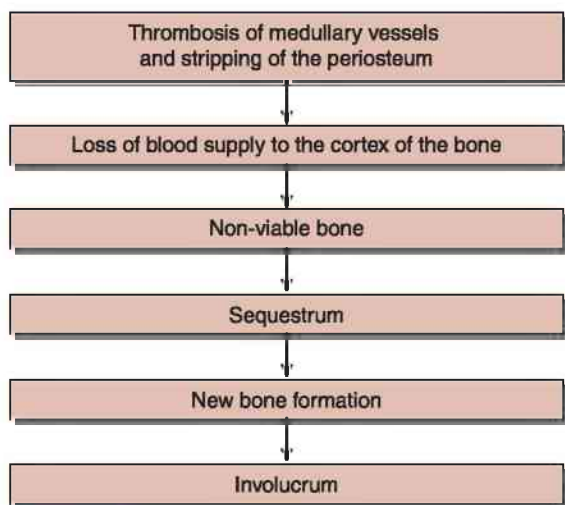 Thrombosis of medullary vessels
and stripping of the periosteum
Loss of blood supply to the cortex of the bone
Non-viable bone
Sequestrum
New bone formation
Involucrum